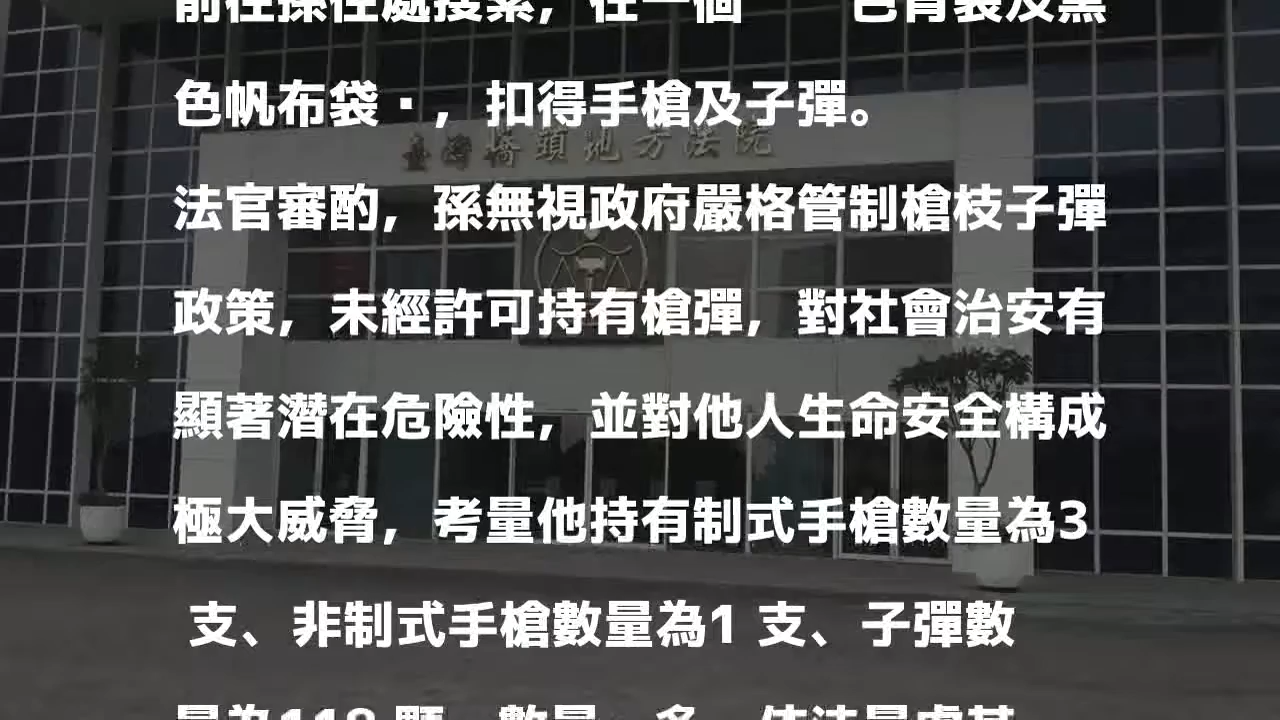 前往孫住處搜索，在一個 色背袋及黑
色帆布袋·，扣得手槍及子彈。
臺灣橋頭地方法院
法官審酌，孫無視政府嚴格管制槍枝子彈
政策，未經許可持有槍彈，對社會治安有
顯著潛在危險性，並對他人生命安全構成
極大威脅，考量他持有制式手槍數量為3
支、非制式手槍數量為1 支、子彈數